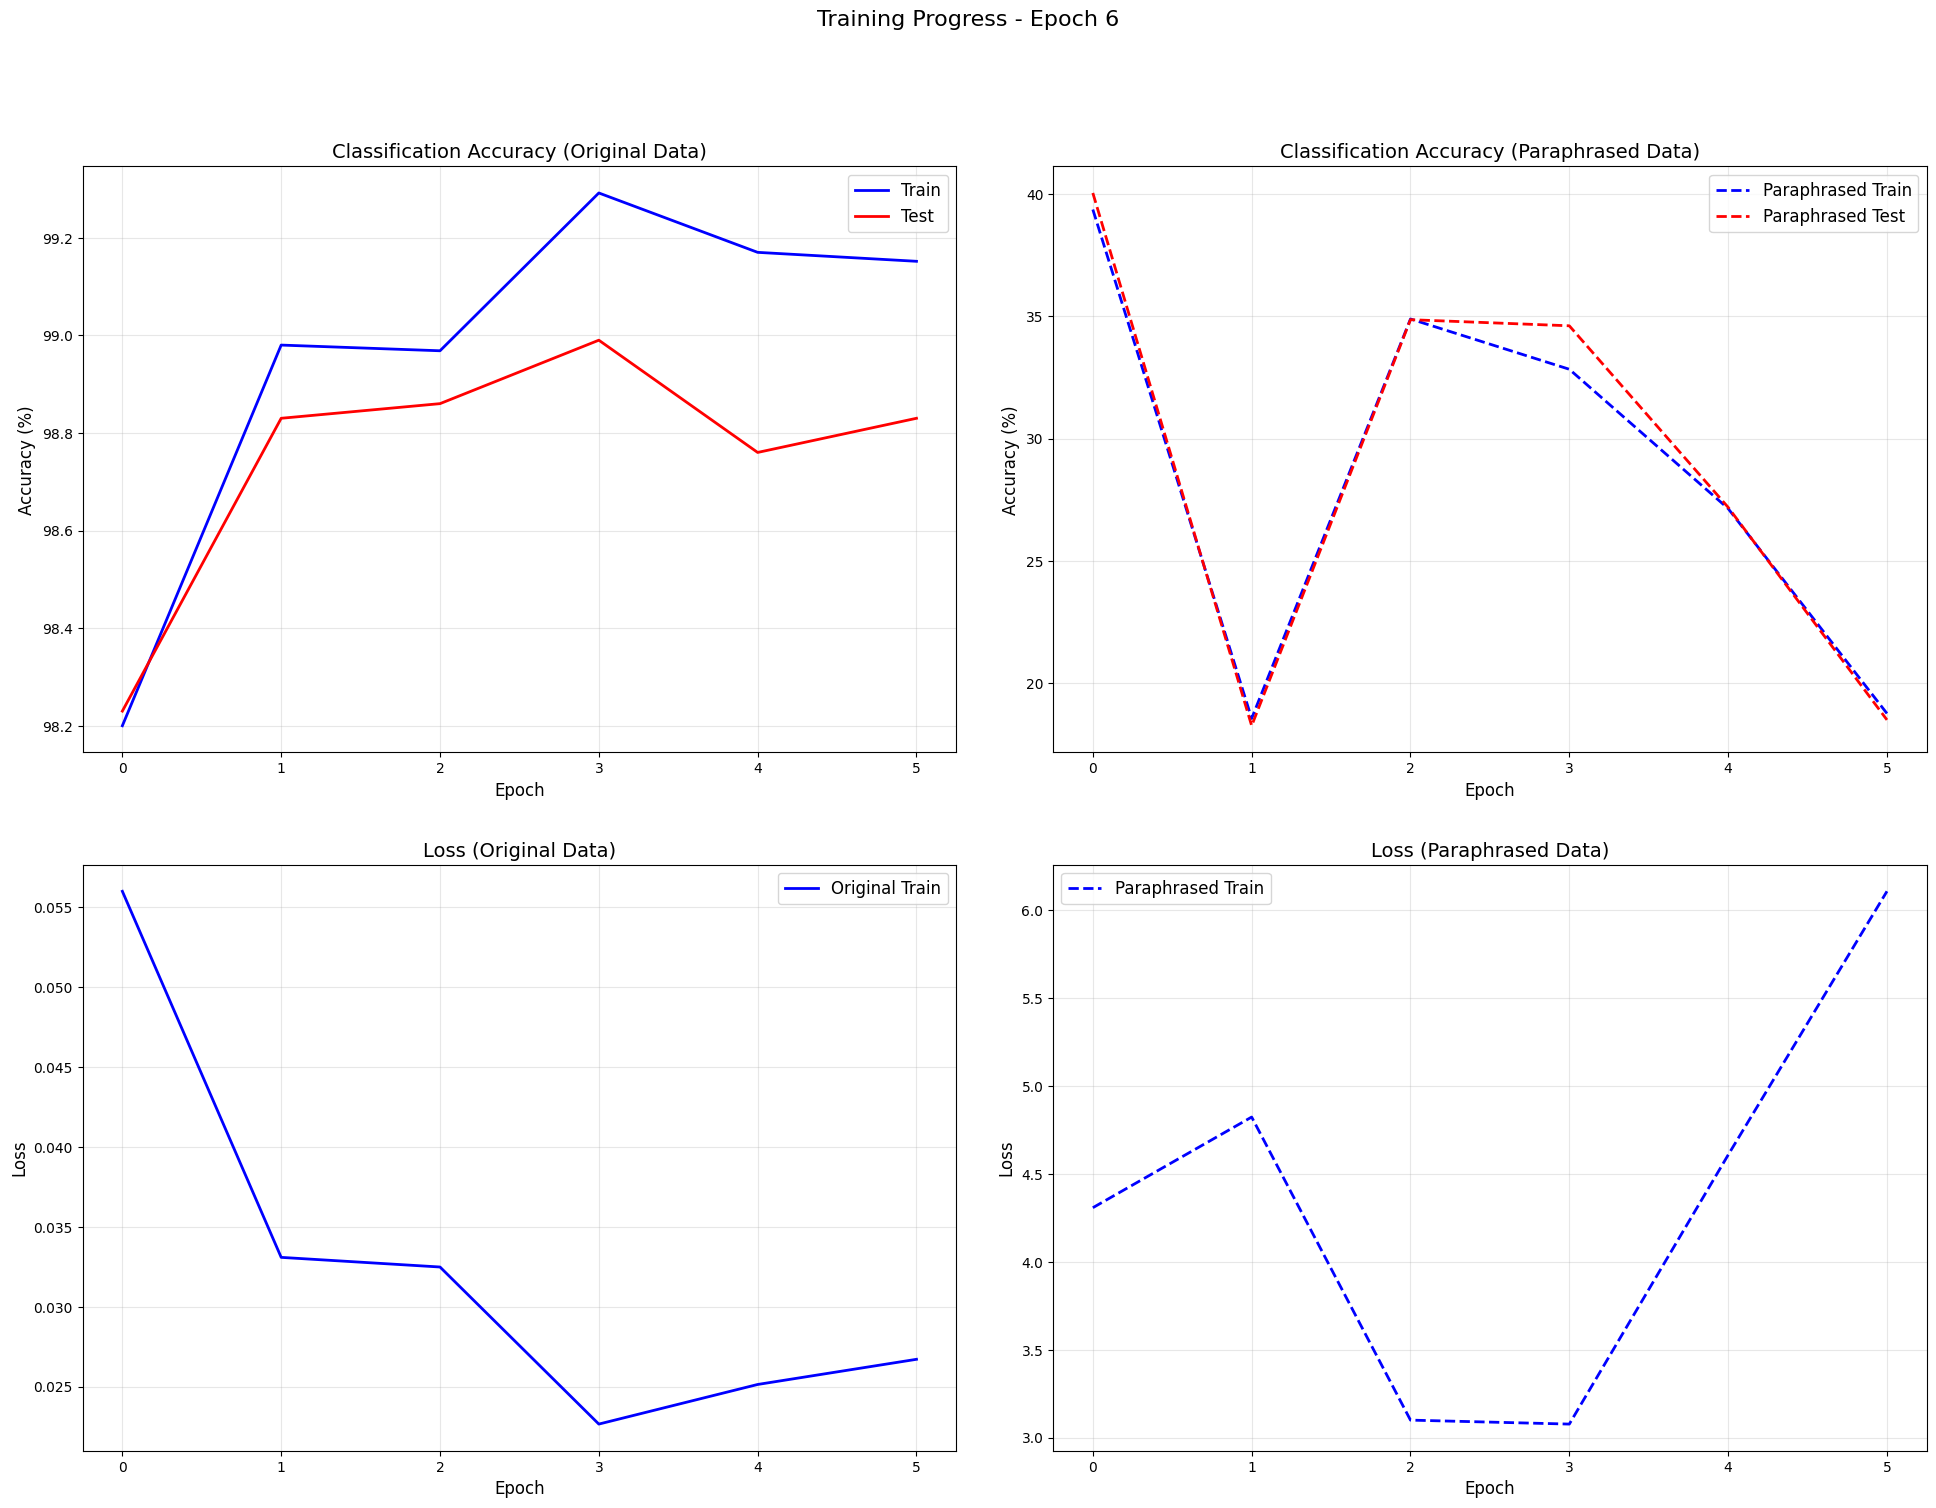 Training Progress - Epoch 6
Classification Accuracy (Original Data)
Train
Test
99.2
99.0
98.8
98.6
98.4
98.2
Accuracy (%)
0 1 2 3 4 5
Epoch
Classification Accuracy (Paraphrased Data)
Paraphrased Train
Paraphrased Test
40
35
30
25
20
Accuracy (%)
0 1 2 3 4 5
Epoch
Loss (Original Data)
Original Train
0.055
0.050
0.045
0.040
0.035
0.030
0.025
Loss
0 1 2 3 4 5
Epoch
Loss (Paraphrased Data)
Paraphrased Train
6.0
5.5
5.0
4.5
4.0
3.5
3.0
Loss
0 1 2 3 4 5
Epoch